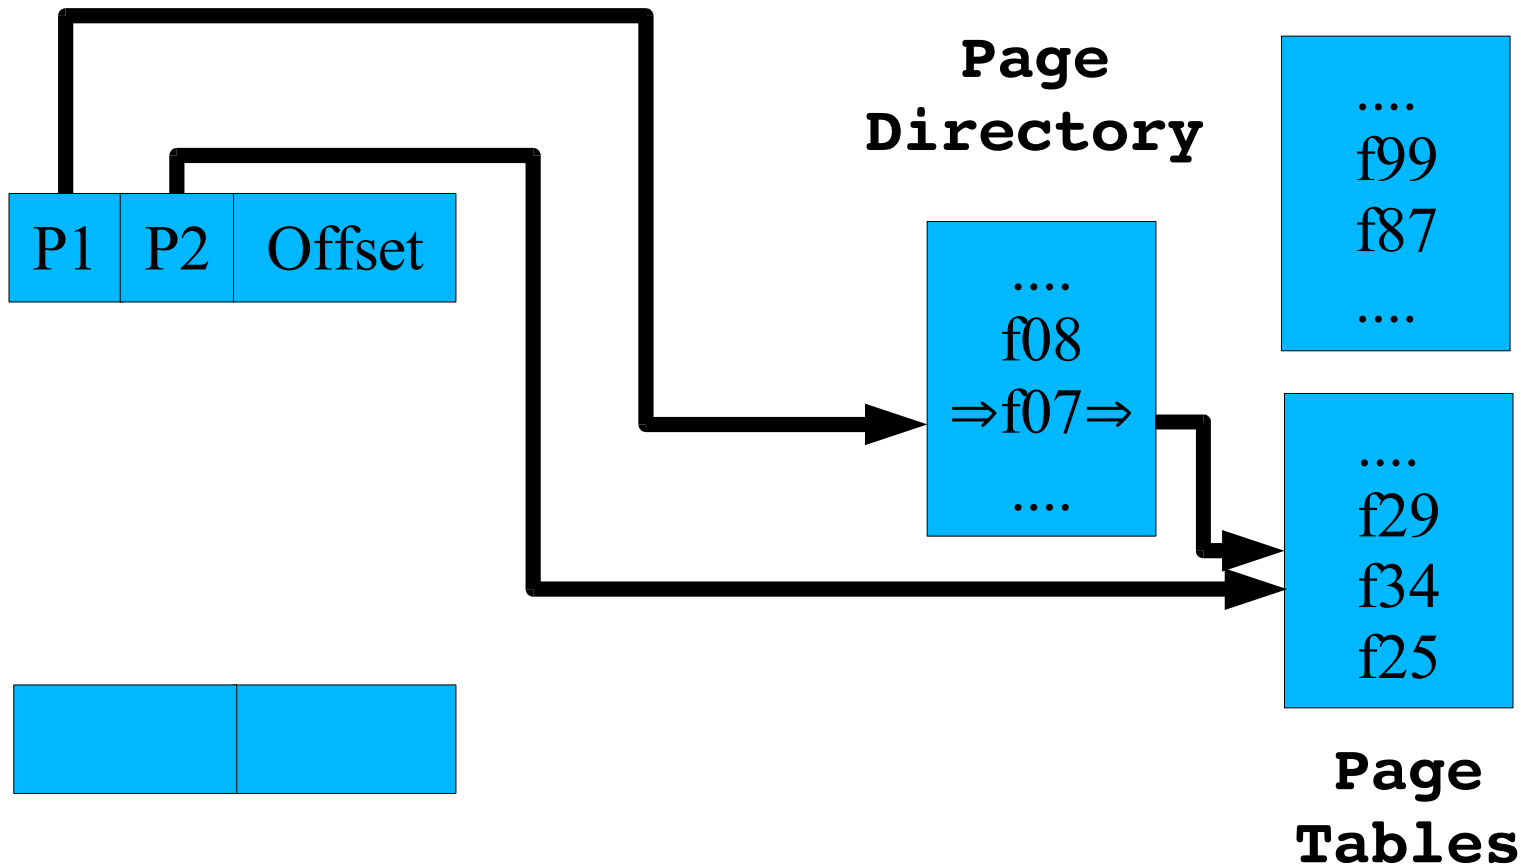 Page
Directory
P1 P2 Offset
....
f08
⇒f07⇒
....
....
f99
f87
....
....
f29
f34
f25
Page
Tables